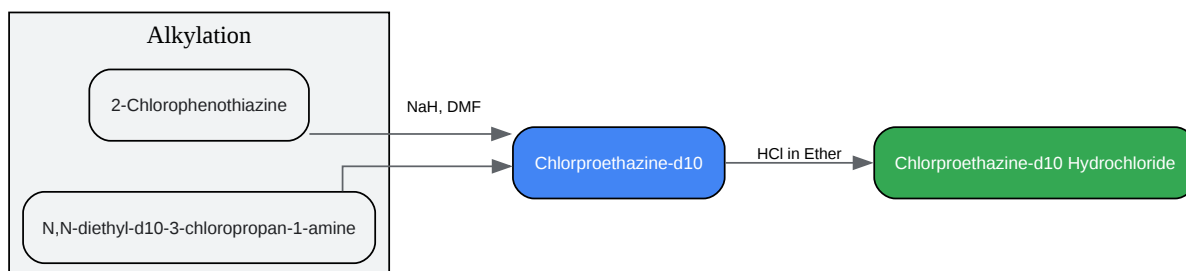 Alkylation
2-Chlorophenothiazine
NaH, DMF
Chlorproethazine-d10
HCl in Ether
Chlorproethazine-d10 Hydrochloride
N,N-diethyl-d10-3-chloropropan-1-amine